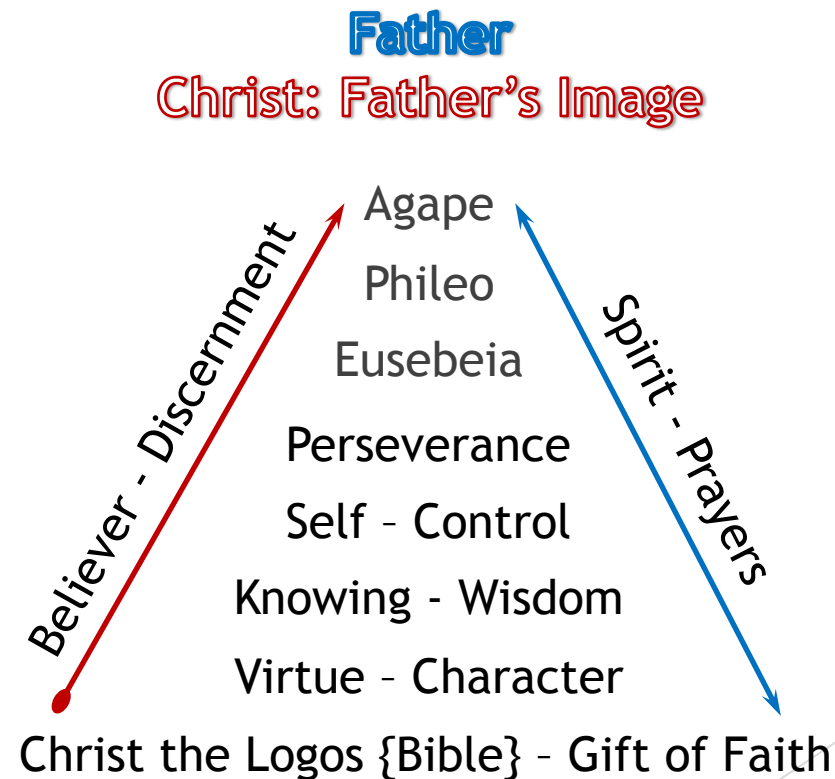 Father
Christ: Father’s Image
Agape
Phileo
Eusebeia
Perseverance
Self – Control
Knowing - Wisdom
Virtue – Character
Christ the Logos {Bible} – Gift of Faith
Believer - Discernment
Spirit - Prayers